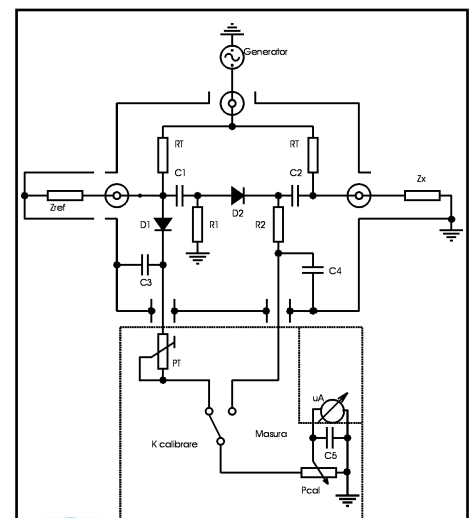 Generator
RT
RT
C1
C2
Zx
Zref
D1
R1
D2
R2
C3
C4
PT
uA
K calibrare
Masura
C5
Pcal